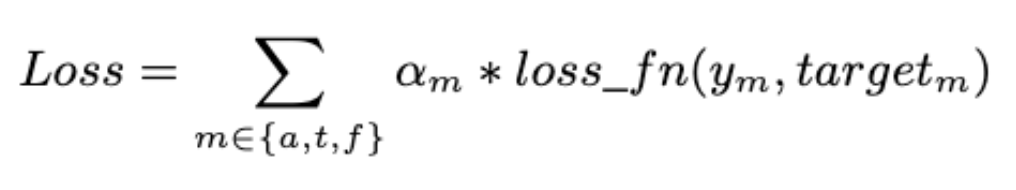 Loss = ∑ α_m * loss_fn(y_m, target_m)
m∈{a,t,f}